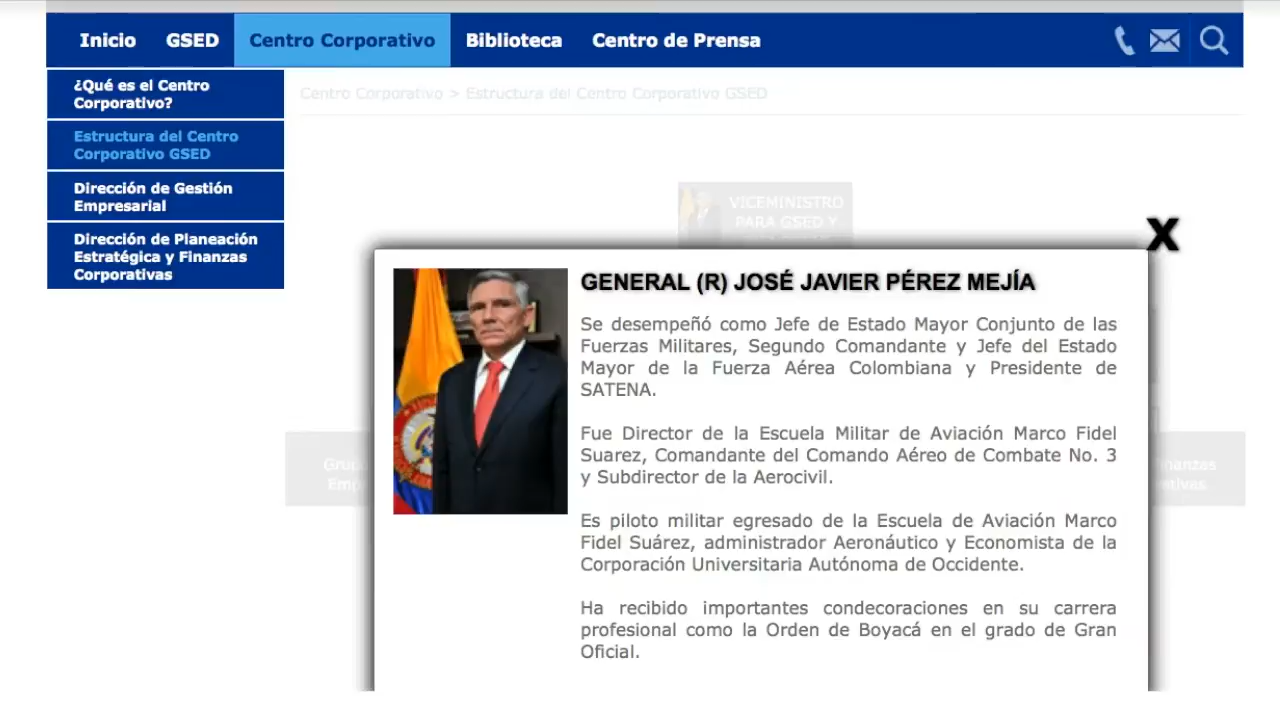 Inicio GSED Centro Corporativo Biblioteca Centro de Prensa
¿Qué es el Centro
Corporativo?
Estructura del Centro
Corporativo GSED
Dirección de Gestión
Empresarial
Dirección de Planeación
Estratégica y Finanzas
Corporativas
Centro Corporativo > Estructura del Centro Corporativo GSED
VICEMINISTRO
PARA GSED Y
X
GENERAL (R) JOSÉ JAVIER PÉREZ MEJÍA
Se desempeñó como Jefe de Estado Mayor Conjunto de las
Fuerzas Militares, Segundo Comandante y Jefe del Estado
Mayor de la Fuerza Aérea Colombiana y Presidente de
SATENA.
Fue Director de la Escuela Militar de Aviación Marco Fidel
Suarez, Comandante del Comando Aéreo de Combate No. 3
y Subdirector de la Aerocivil.
Es piloto militar egresado de la Escuela de Aviación Marco
Fidel Suárez, administrador Aeronáutico y Economista de la
Corporación Universitaria Autónoma de Occidente.
Ha recibido importantes condecoraciones en su carrera
profesional como la Orden de Boyacá en el grado de Gran
Oficial.